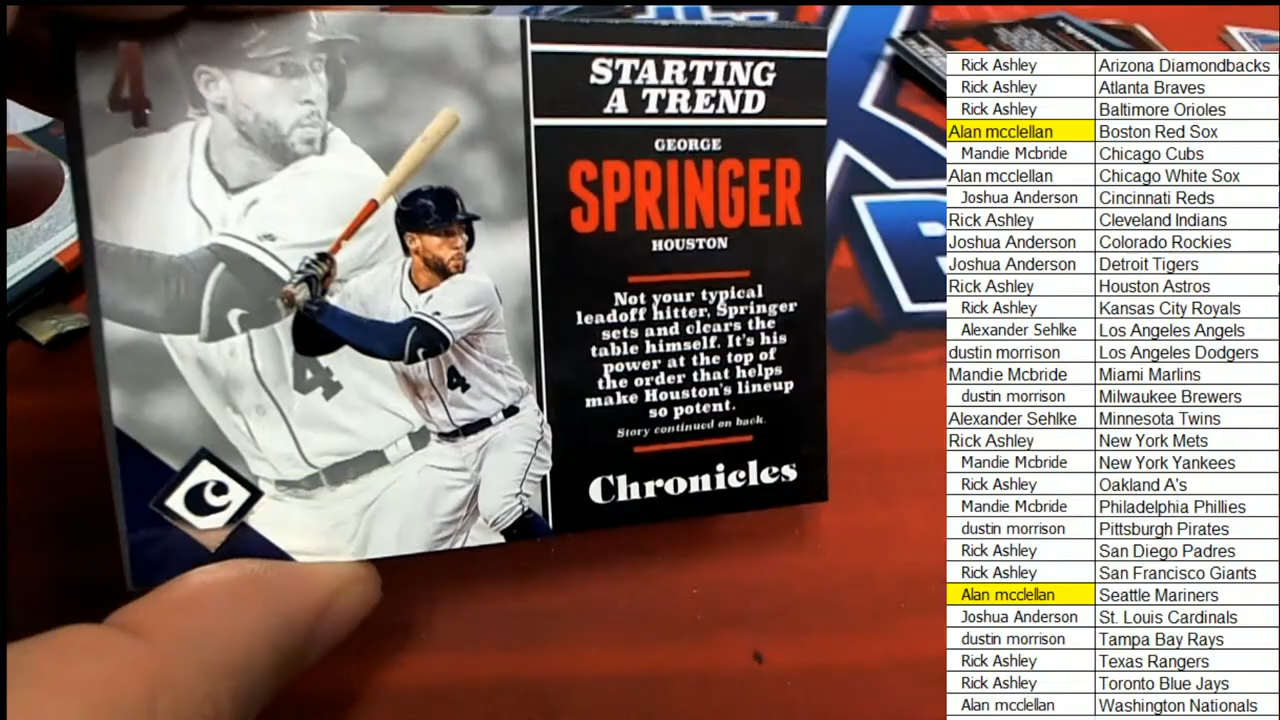 4
STARTING
A TREND
GEORGE
SPRINGER
HOUSTON
Not your typical
leadoff hitter, Springer
sets and clears the
table himself. It's his
power at the top of
the order that helps
make Houston's lineup
so potent.
Story continued on back.
Chronicles
C
4
4
Rick Ashley Arizona Diamondbacks
Rick Ashley Atlanta Braves
Rick Ashley Baltimore Orioles
Alan mcclellan Boston Red Sox
Mandie Mcbride Chicago Cubs
Alan mcclellan Chicago White Sox
Joshua Anderson Cincinnati Reds
Rick Ashley Cleveland Indians
Joshua Anderson Colorado Rockies
Joshua Anderson Detroit Tigers
Rick Ashley Houston Astros
Rick Ashley Kansas City Royals
Alexander Sehlke Los Angeles Angels
dustin morrison Los Angeles Dodgers
Mandie Mcbride Miami Marlins
dustin morrison Milwaukee Brewers
Alexander Sehlke Minnesota Twins
Rick Ashley New York Mets
Mandie Mcbride New York Yankees
Rick Ashley Oakland A's
Mandie Mcbride Philadelphia Phillies
dustin morrison Pittsburgh Pirates
Rick Ashley San Diego Padres
Rick Ashley San Francisco Giants
Alan mcclellan Seattle Mariners
Joshua Anderson St. Louis Cardinals
dustin morrison Tampa Bay Rays
Rick Ashley Texas Rangers
Rick Ashley Toronto Blue Jays
Alan mcclellan Washington Nationals